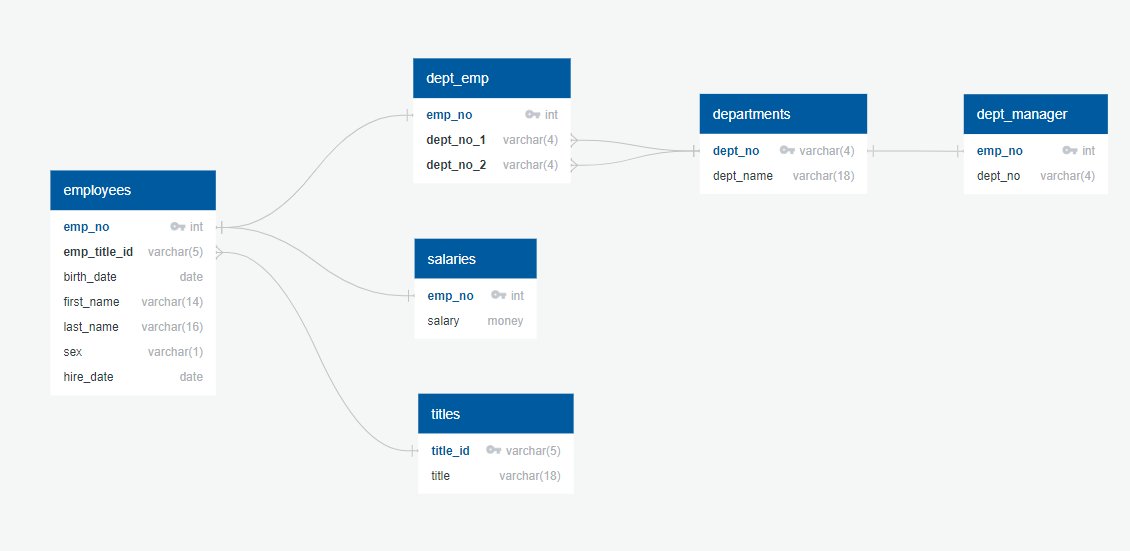 employees
emp_no int
emp_title_id varchar(5)
birth_date date
first_name varchar(14)
last_name varchar(16)
sex varchar(1)
hire_date date
dept_emp
emp_no int
dept_no_1 varchar(4)
dept_no_2 varchar(4)
salaries
emp_no int
salary money
titles
title_id varchar(5)
title varchar(18)
departments
dept_no varchar(4)
dept_name varchar(18)
dept_manager
emp_no int
dept_no varchar(4)